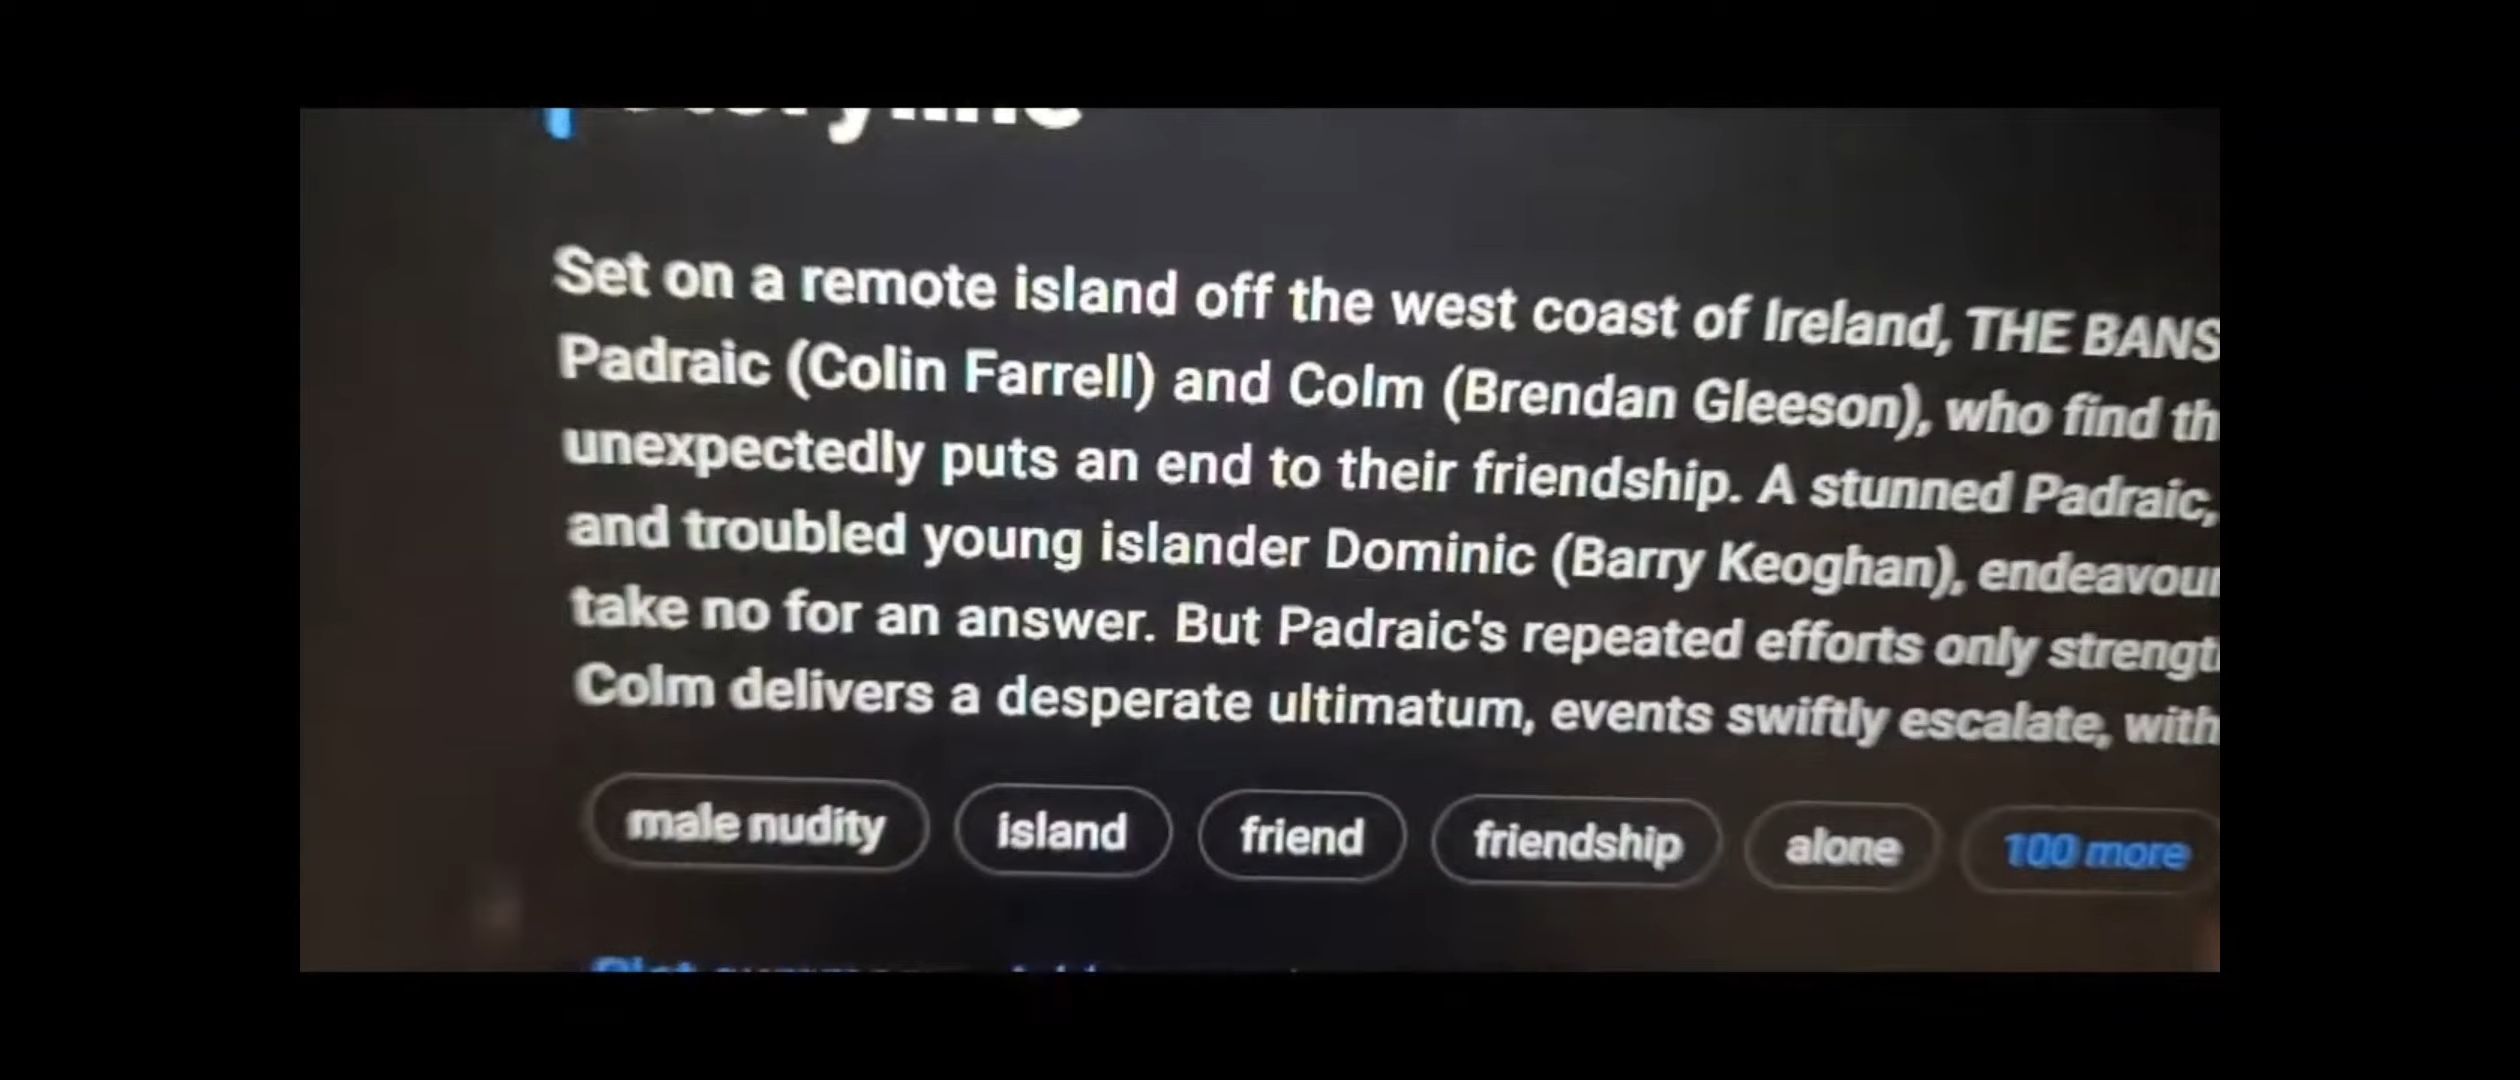 Set on a remote island off the west coast of Ireland, THE BANS
Padraic (Colin Farrell) and Colm (Brendan Gleeson), who find th
unexpectedly puts an end to their friendship. A stunned Padraic,
and troubled young islander Dominic (Barry Keoghan), endeavour
take no for an answer. But Padraic's repeated efforts only strengt
Colm delivers a desperate ultimatum, events swiftly escalate, with
male nudity island friend friendship alone 100 more